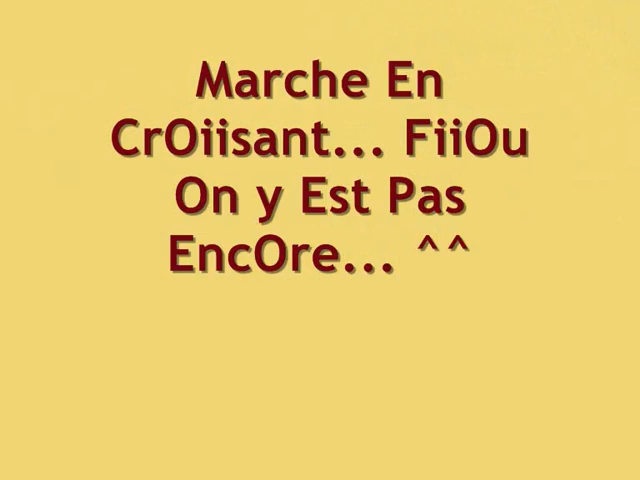 Marche En
CrOiisant... FiiOu
On y Est Pas
EncOre... ^^